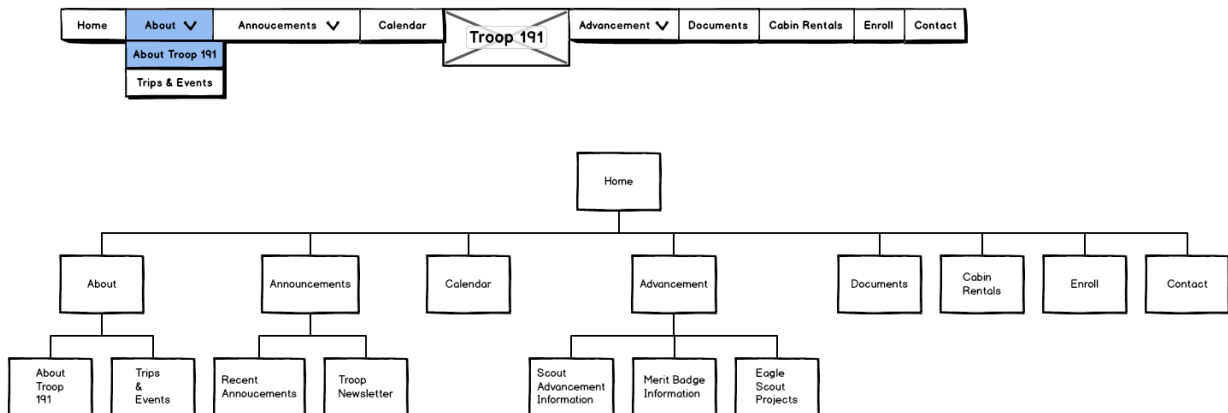 Home
About
Annoucements
Calendar
Troop 191
Advancement
Documents
Cabin Rentals
Enroll
Contact
About Troop 191
Trips & Events
Home
About
Announcements
Calendar
Advancement
Documents
Cabin
Rentals
Enroll
Contact
About
Troop
191
Trips
&
Events
Recent
Annoucements
Troop
Newsletter
Scout
Advancement
Information
Merit Badge
Information
Eagle
Scout
Projects